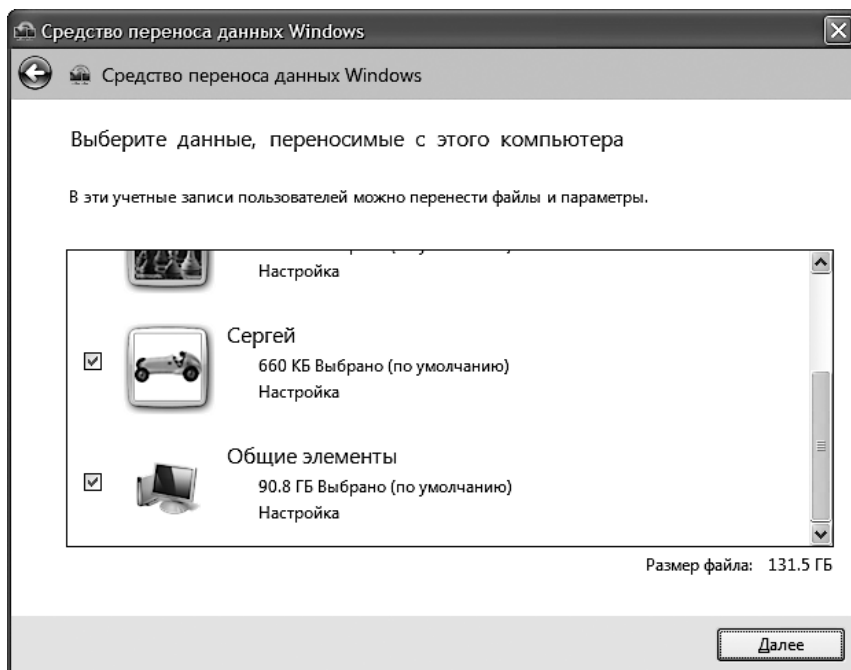 Средство переноса данных Windows
Средство переноса данных Windows
Выберите данные, переносимые с этого компьютера
В эти учетные записи пользователей можно перенести файлы и параметры.
Настройка
Сергей
660 КБ Выбрано (по умолчанию)
Настройка
Общие элементы
90.8 ГБ Выбрано (по умолчанию)
Настройка
Размер файла: 131.5 ГБ
Далее